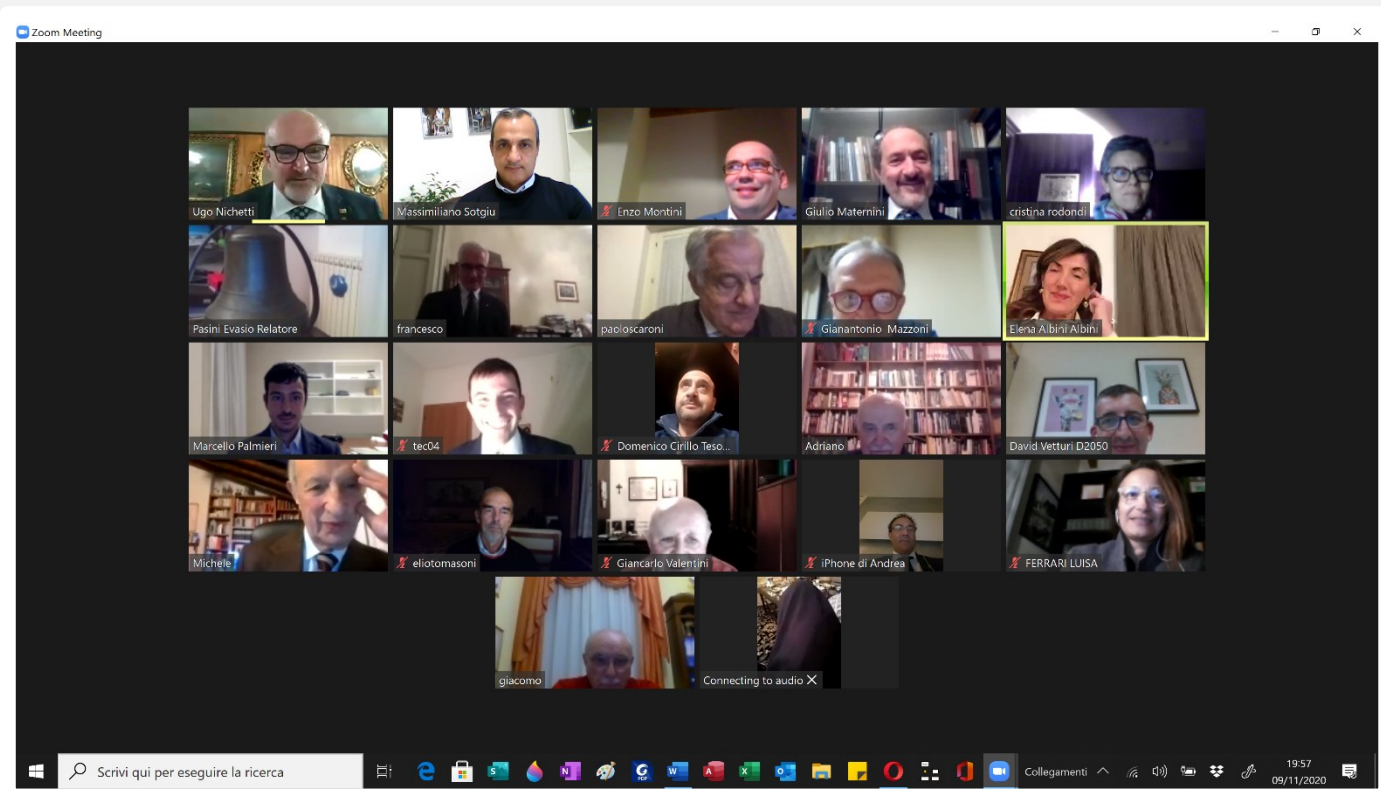 Zoom Meeting
Ugo Nichetti
Massimiliano Sotgiu
Enzo Montini
Giulio Maternini
cristina rodondi
Pasini Evasio Relatore
francesco
paoloscaroni
Gianantonio Mazzoni
Elena Albini Albini
Marcello Palmieri
tec04
Domenico Cirillo Teso...
Adriano
David Vetturi D2050
Michele
eliotomasoni
Giancarlo Valentini
iPhone di Andrea
FERRARI LUISA
giacomo
Connecting to audio
Scrivi qui per eseguire la ricerca
Collegamenti
19:57
09/11/2020